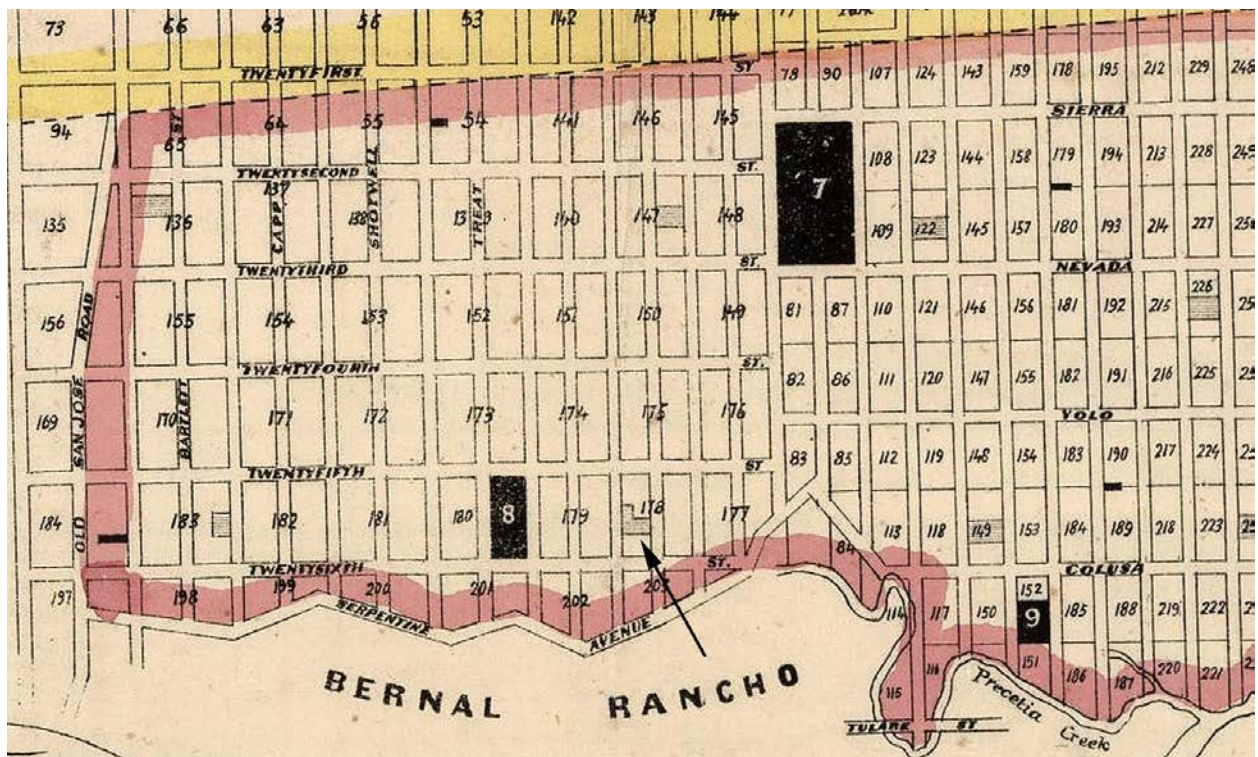 73 66 63 56 53 142 143 144
TWENTYFIRST ST
78 90 107 124 143 159 178 195 212 229 248
94 65 ST 64 55 54 141 146 145
SIERRA
TWENTYSECOND ST.
7
108 123 144 158 179 194 213 228 249
135 136 137 138 139 140 147 148
CAPP
SHOTWELL
TREAT
109 122 145 157 180 193 214 227
TWENTYTHIRD ST.
NEVADA
156 155 154 153 152 151 150 149
81 87 110 121 146 156 181 192 215 226
ROAD
TWENTYFOURTH ST.
82 86 111 120 147 155 182 191 216 225
169 170 171 172 173 174 175 176
SAN JOSE
BARTLETT
YOLO
TWENTYFIFTH ST
83 85 112 119 148 154 183 190 217 224
184 183 182 181 180 8 179 178 177
OLD
84 113 118 149 153 184 189 218 223
TWENTYSIXTH ST.
COLUSA
197 198 199 200 201 202 203
114 117 150 152 9 185 188 219 222
SERPENTINE AVENUE
115 116 151 186 187 220 221
BERNAL RANCHO
Precetia Creek
TULARE ST